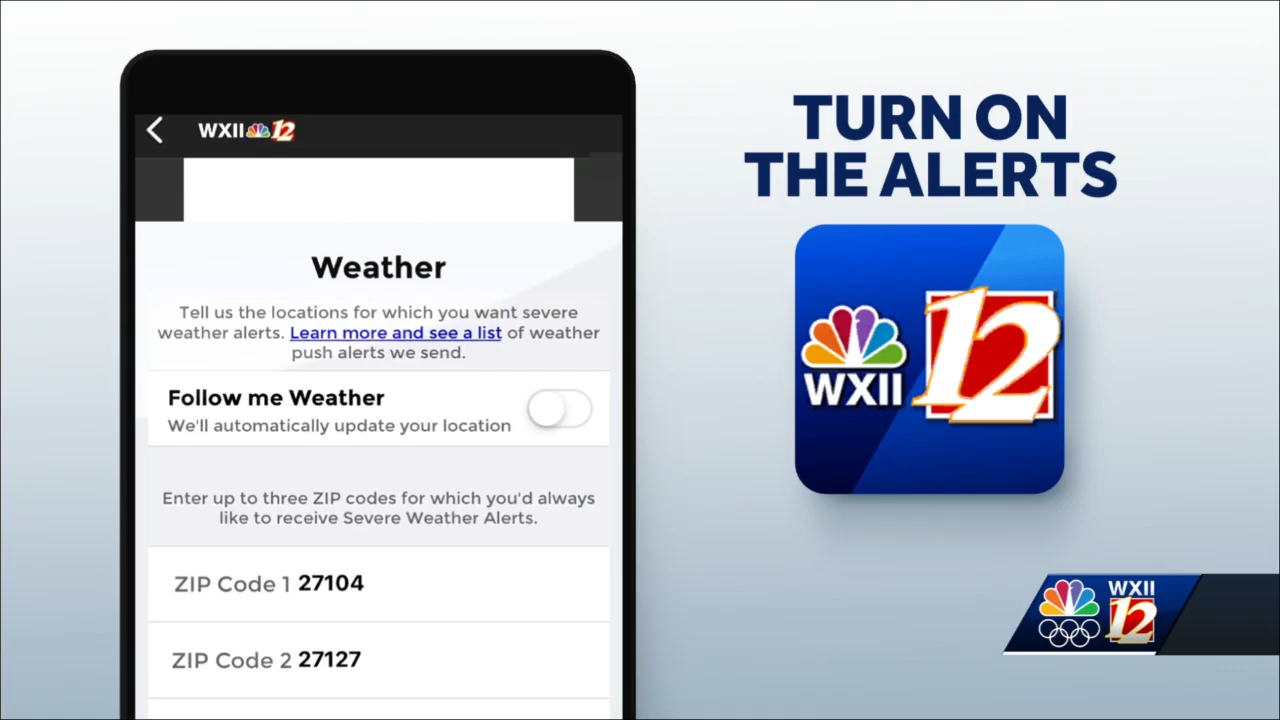 WXII 12
Weather
Tell us the locations for which you want severe
weather alerts. Learn more and see a list of weather
push alerts we send.
Follow me Weather
We'll automatically update your location
Enter up to three ZIP codes for which you'd always
like to receive Severe Weather Alerts.
ZIP Code 1 27104
ZIP Code 2 27127
TURN ON
THE ALERTS
WXII 12
WXII
12